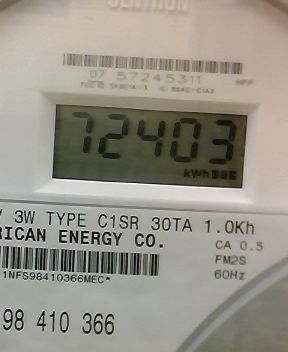 CENTRON
07 57245311
72403
kWh
V 3W TYPE C1SR 30TA 1.0Kh
RICAN ENERGY CO.
CA 0.5
FM2S
60Hz
1NFS98410366MEC*
98 410 366